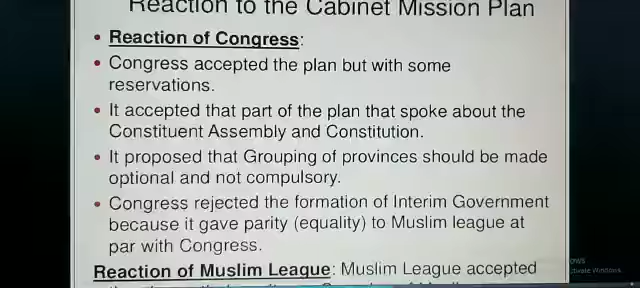 Reaction to the Cabinet Mission Plan
• Reaction of Congress:
• Congress accepted the plan but with some
reservations.
• It accepted that part of the plan that spoke about the
Constituent Assembly and Constitution.
• It proposed that Grouping of provinces should be made
optional and not compulsory.
• Congress rejected the formation of Interim Government
because it gave parity (equality) to Muslim league at
par with Congress.
Reaction of Muslim League: Muslim League accepted